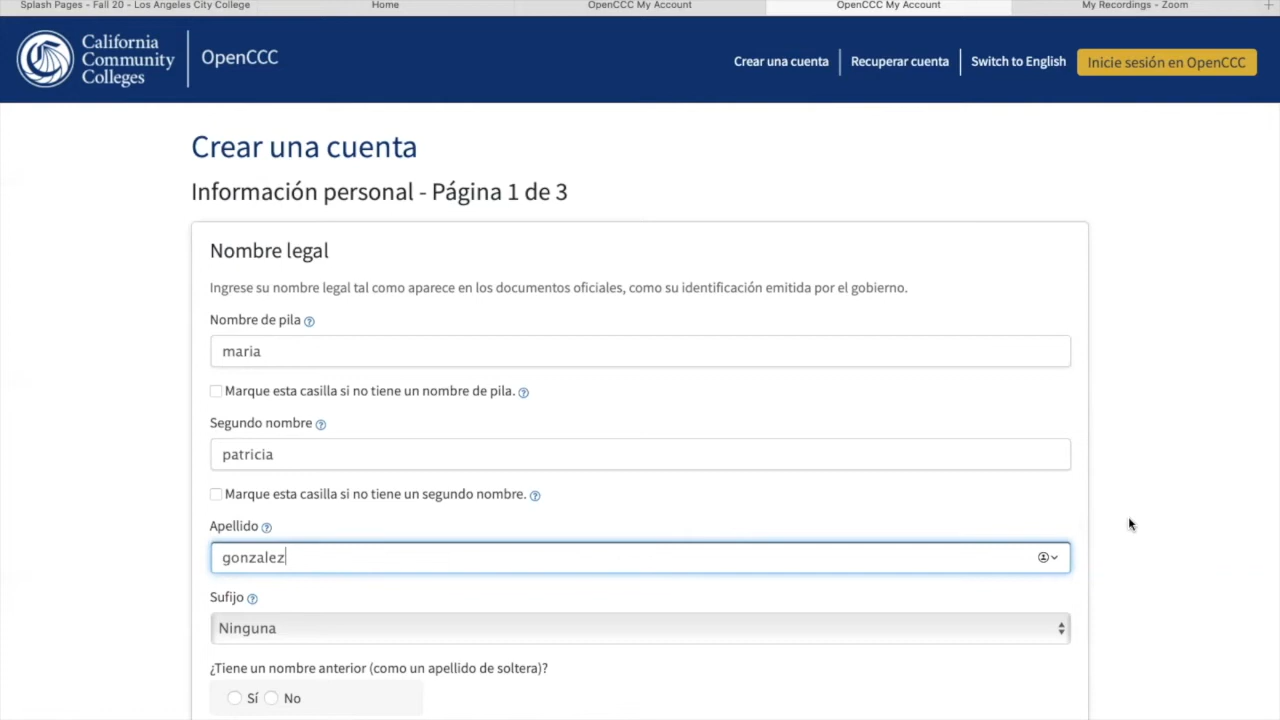 Splash Pages - Fall 20 - Los Angeles City College
Home
OpenCCC My Account
OpenCCC My Account
My Recordings - Zoom
California
Community
Colleges
OpenCCC
Crear una cuenta
Recuperar cuenta
Switch to English
Inicie sesión en OpenCCC
Crear una cuenta
Información personal - Página 1 de 3
Nombre legal
Ingrese su nombre legal tal como aparece en los documentos oficiales, como su identificación emitida por el gobierno.
Nombre de pila
maria
Marque esta casilla si no tiene un nombre de pila.
Segundo nombre
patricia
Marque esta casilla si no tiene un segundo nombre.
Apellido
gonzalez
Sufijo
Ninguna
¿Tiene un nombre anterior (como un apellido de soltera)?
Sí No